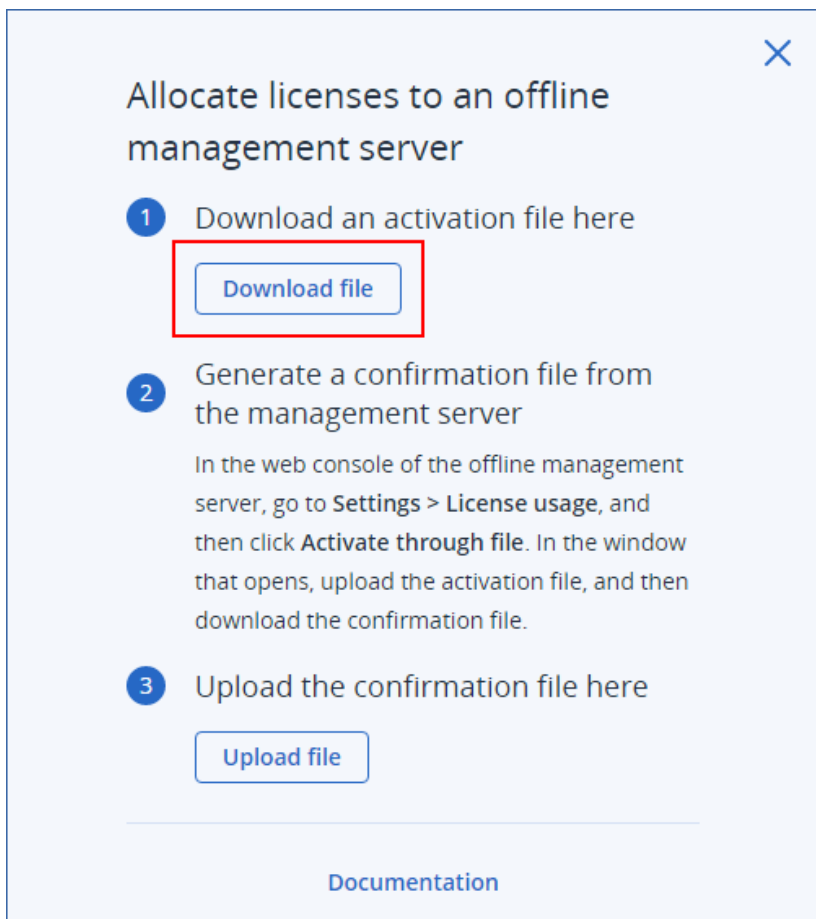 Allocate licenses to an offline
management server
1 Download an activation file here
Download file
2 Generate a confirmation file from
the management server
In the web console of the offline management
server, go to Settings > License usage, and
then click Activate through file. In the window
that opens, upload the activation file, and then
download the confirmation file.
3 Upload the confirmation file here
Upload file
Documentation